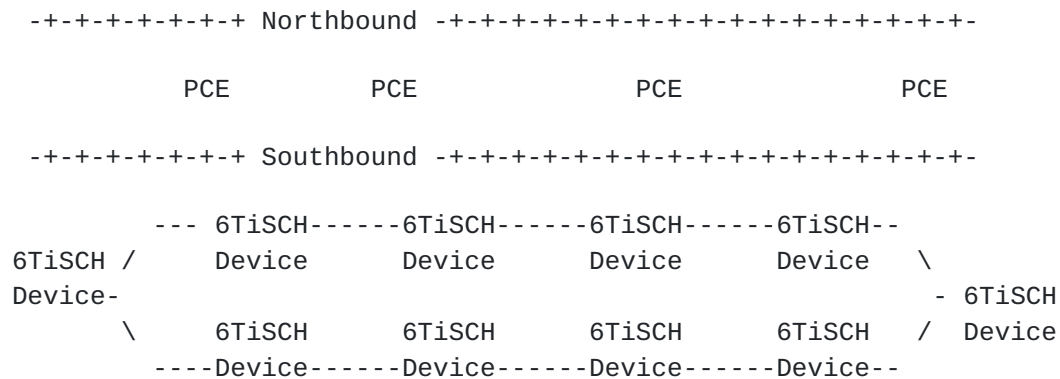 -+-+-+-+-+-+ Northbound -+-+-+-+-+-+-+-+-+-+-+-+-+-+-+-+-+-+-
PCE PCE PCE PCE
-+-+-+-+-+-+ Southbound -+-+-+-+-+-+-+-+-+-+-+-+-+-+-+-+-+-+-
--- 6TiSCH------6TiSCH------6TiSCH------6TiSCH--
6TiSCH / Device Device Device Device \
Device- - 6TiSCH
\ 6TiSCH 6TiSCH 6TiSCH 6TiSCH / Device
----Device------Device------Device------Device--